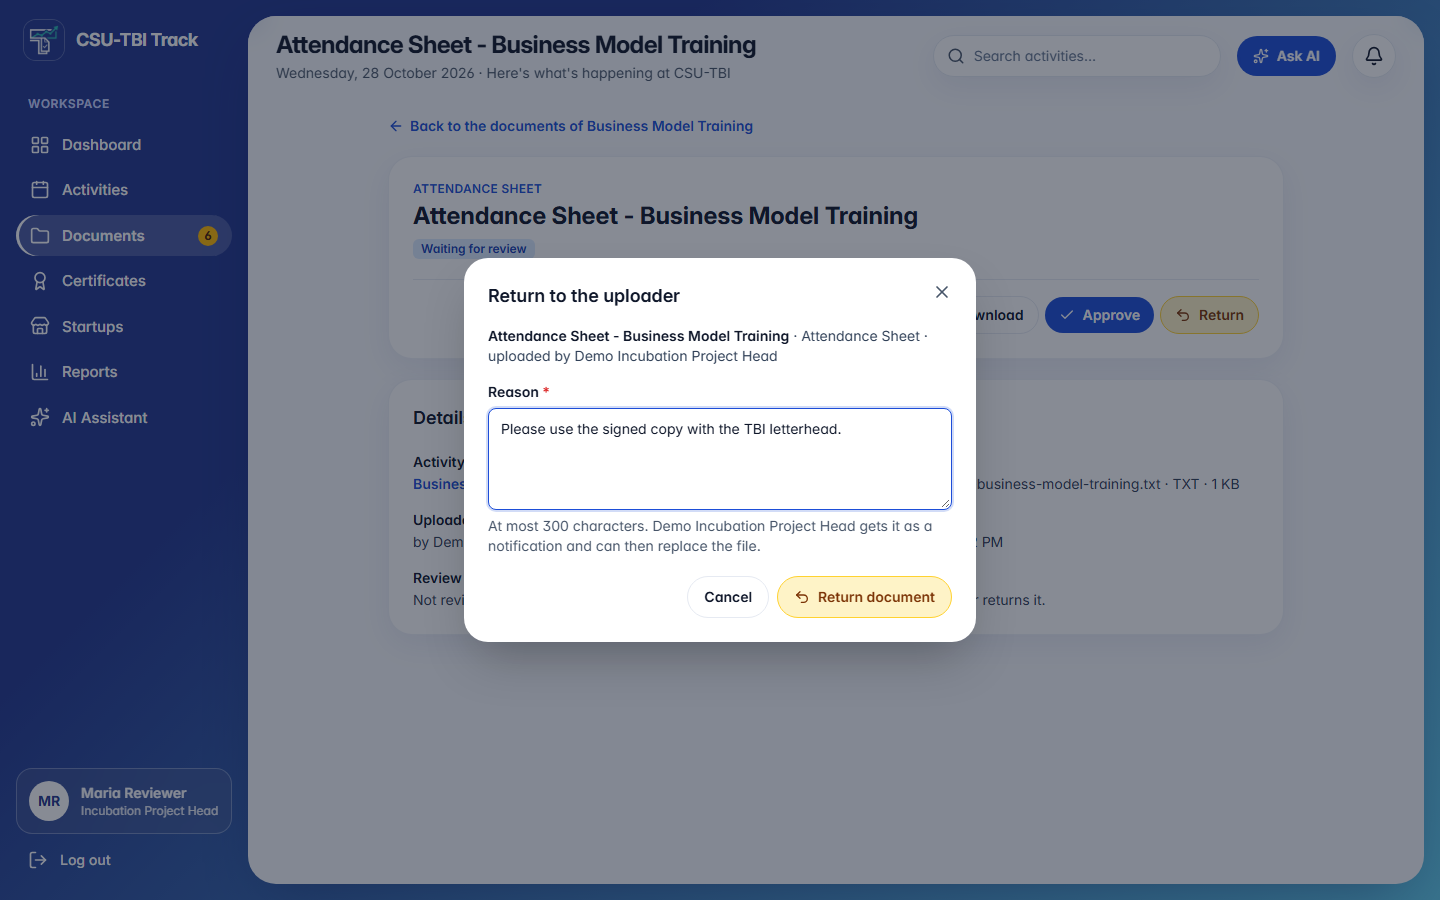 CSU-TBI Track
WORKSPACE
Dashboard
Activities
Documents
6
Certificates
Startups
Reports
AI Assistant
MR
Maria Reviewer
Incubation Project Head
Log out
Attendance Sheet - Business Model Training
Wednesday, 28 October 2026 · Here's what's happening at CSU-TBI
Search activities...
Ask AI
Back to the documents of Business Model Training
ATTENDANCE SHEET
Attendance Sheet - Business Model Training
Waiting for review
wnload
Approve
Return
Detail
Activity
Busines
business-model-training.txt · TXT · 1 KB
Upload
by Dem
PM
Review
Not revi
returns it.
Return to the uploader
Attendance Sheet - Business Model Training · Attendance Sheet ·
uploaded by Demo Incubation Project Head
Reason *
Please use the signed copy with the TBI letterhead.
At most 300 characters. Demo Incubation Project Head gets it as a
notification and can then replace the file.
Cancel
Return document